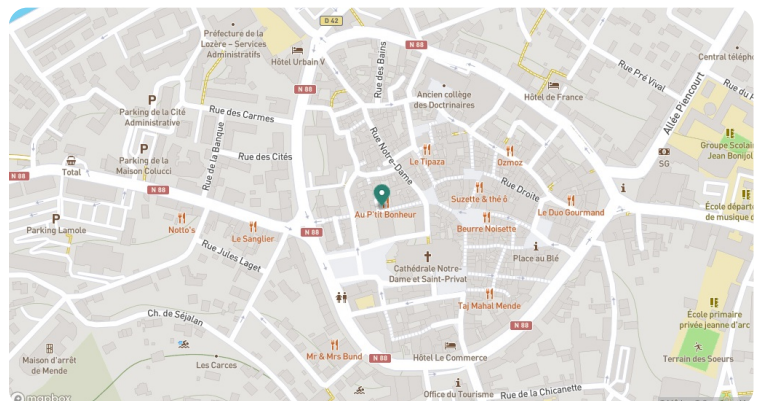 D 42
Préfecture de la
Lozère – Services
Administratifs
Hôtel Urbain V
N 88
Rue des Bains
Central téléph
Rue Pré Vival
Rue du
Allée Piencourt
N 88
P
Parking de la Cité
Administrative
Rue des Carmes
Ancien collège
des Doctrinaires
Hôtel de France
Groupe Scolai
Jean Bonijol
Rue de la Banque
Rue des Cités
Rue Notre-Dame
P
Parking de la
Maison Colucci
Total
N 88
Le Tipaza
Ozmoz
SG
Rue Droite
Suzette & thé ô
i
École départe
de musique d
Au P'tit Bonheur
Beurre Noisette
Le Duo Gourmand
P
Parking Lamole
Notto's
Le Sanglier
N 88
Rue Jules Laget
Cathédrale Notre-
Dame et Saint-Privat
i
Place au Blé
Taj Mahal Mende
École primaire
privée jeanne d'arc
Ch. de Séjalan
N 88
Maison d'arrêt
de Mende
Les Carces
Mr & Mrs Bund
N 88
Hôtel Le Commerce
Terrain des Soeurs
i
Office du Tourisme
Rue de la Chicanette
mapbox